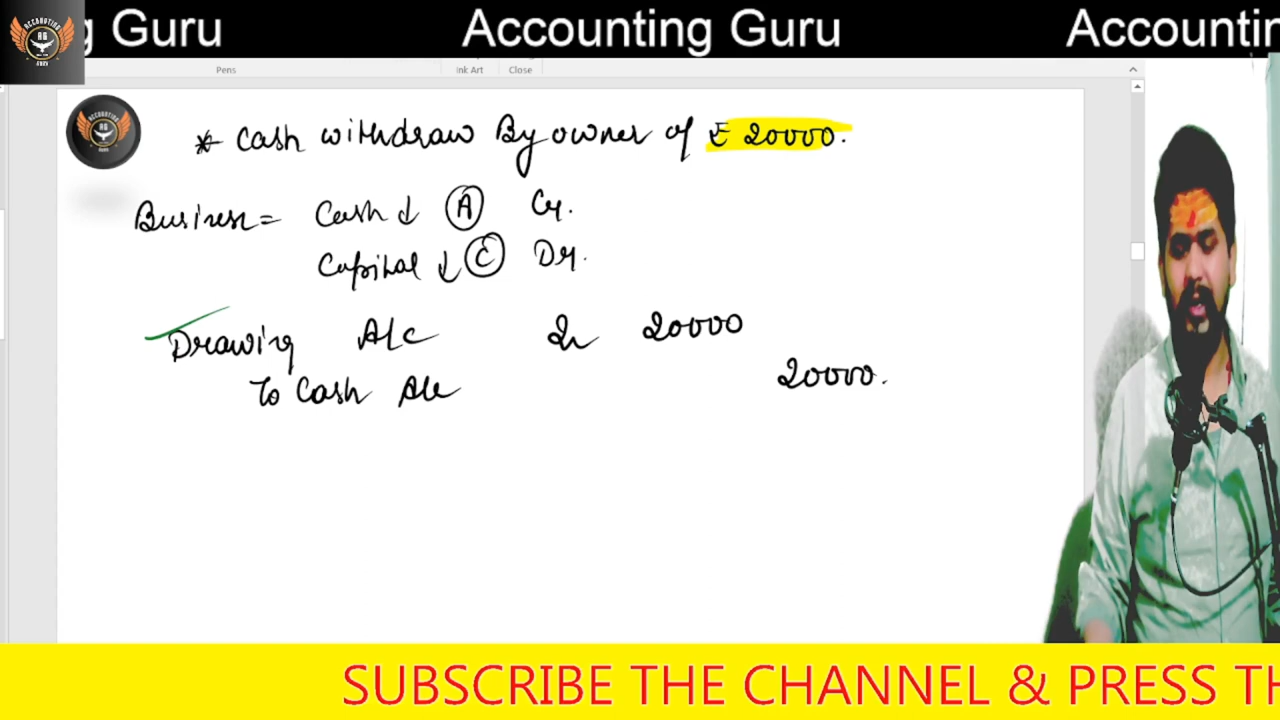 g Guru Accounting Guru Accountin
Pens Ink Art Close
* Cash withdraw By owner of ₹ 20000.
Business = Cash ↓ (A) Cr.
Capital ↓ (C) Dr.
Drawing A/c Dr 20000
To Cash A/c 20000.
SUBSCRIBE THE CHANNEL & PRESS TH